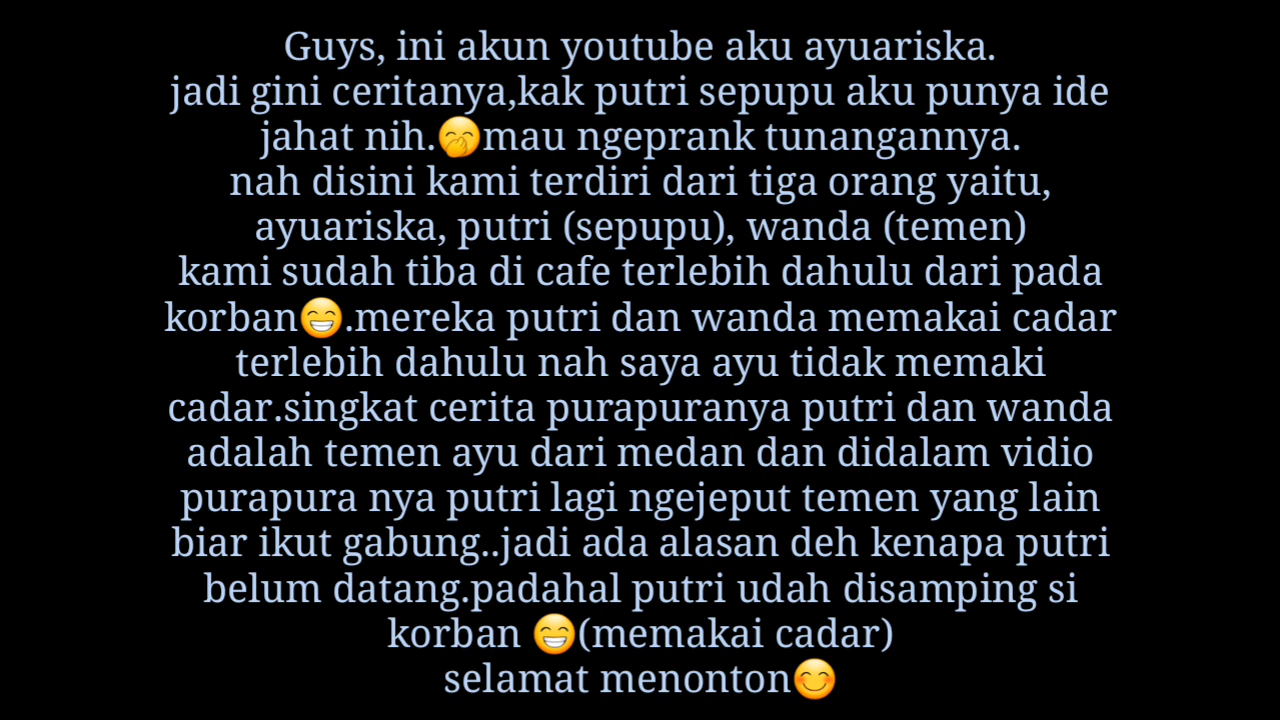 Guys, ini akun youtube aku ayuariska.
jadi gini ceritanya,kak putri sepupu aku punya ide
jahat nih.🤭mau ngeprank tunangannya.
nah disini kami terdiri dari tiga orang yaitu,
ayuariska, putri (sepupu), wanda (temen)
kami sudah tiba di cafe terlebih dahulu dari pada
korban😁.mereka putri dan wanda memakai cadar
terlebih dahulu nah saya ayu tidak memaki
cadar.singkat cerita purapuranya putri dan wanda
adalah temen ayu dari medan dan didalam vidio
purapura nya putri lagi ngejeput temen yang lain
biar ikut gabung..jadi ada alasan deh kenapa putri
belum datang.padahal putri udah disamping si
korban 😁(memakai cadar)
selamat menonton😊